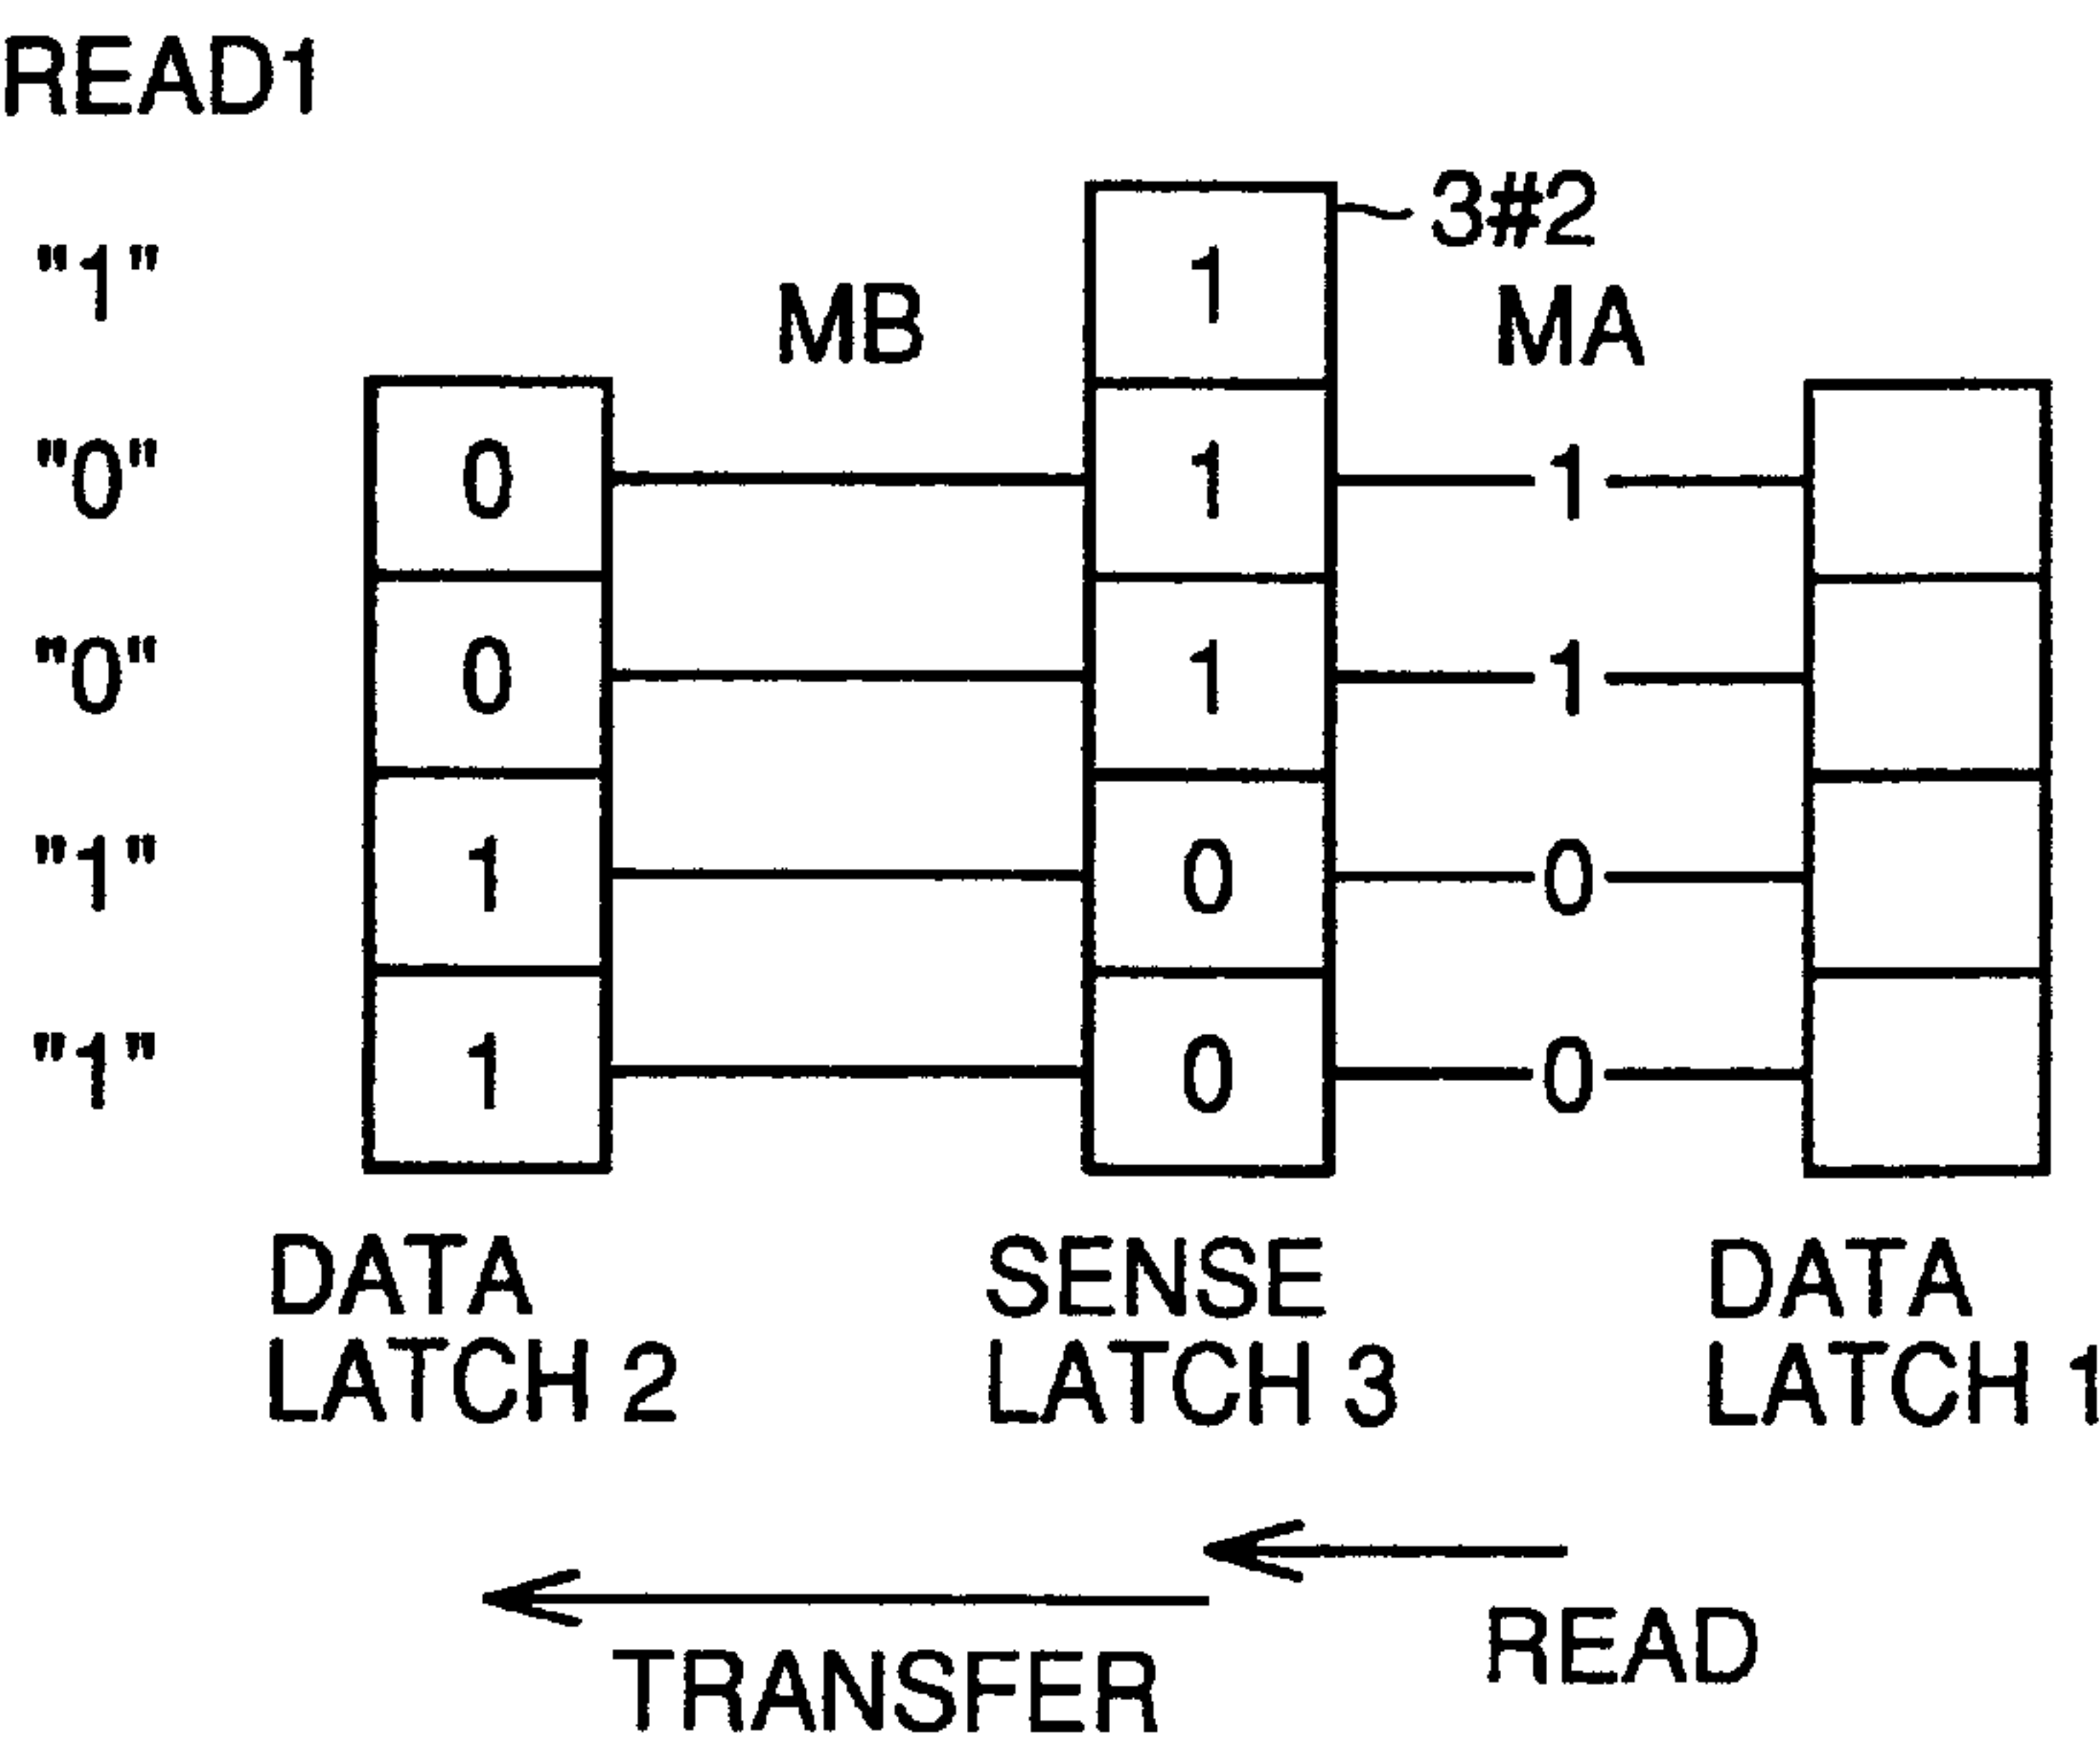 READ1
3#2
"1" 1
MB MA
"0" 0 1 1
"0" 0 1 1
"1" 1 0 0
"1" 1 0 0
DATA SENSE DATA
LATCH 2 LATCH 3 LATCH 1
READ
TRANSFER